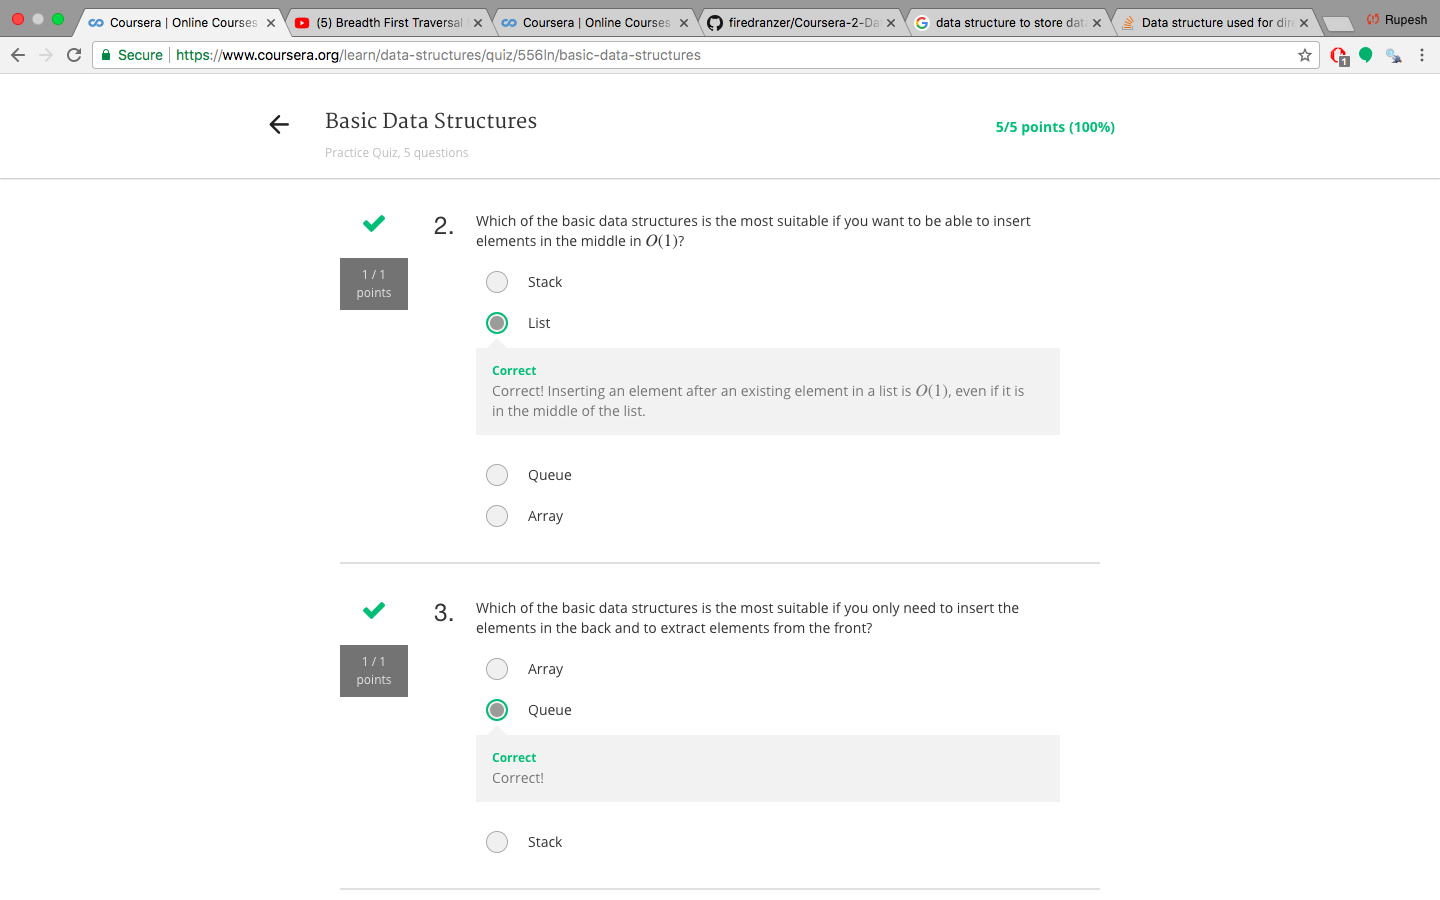 Coursera | Online Courses
(5) Breadth First Traversal
Coursera | Online Courses
firedranzer/Coursera-2-Da
data structure to store dat
Data structure used for dire
Rupesh
Secure
https://www.coursera.org/learn/data-structures/quiz/556ln/basic-data-structures
1
Basic Data Structures
5/5 points (100%)
Practice Quiz, 5 questions
1 / 1
points
2.
Which of the basic data structures is the most suitable if you want to be able to insert
elements in the middle in O(1)?
Stack
List
Correct
Correct! Inserting an element after an existing element in a list is O(1), even if it is
in the middle of the list.
Queue
Array
1 / 1
points
3.
Which of the basic data structures is the most suitable if you only need to insert the
elements in the back and to extract elements from the front?
Array
Queue
Correct
Correct!
Stack